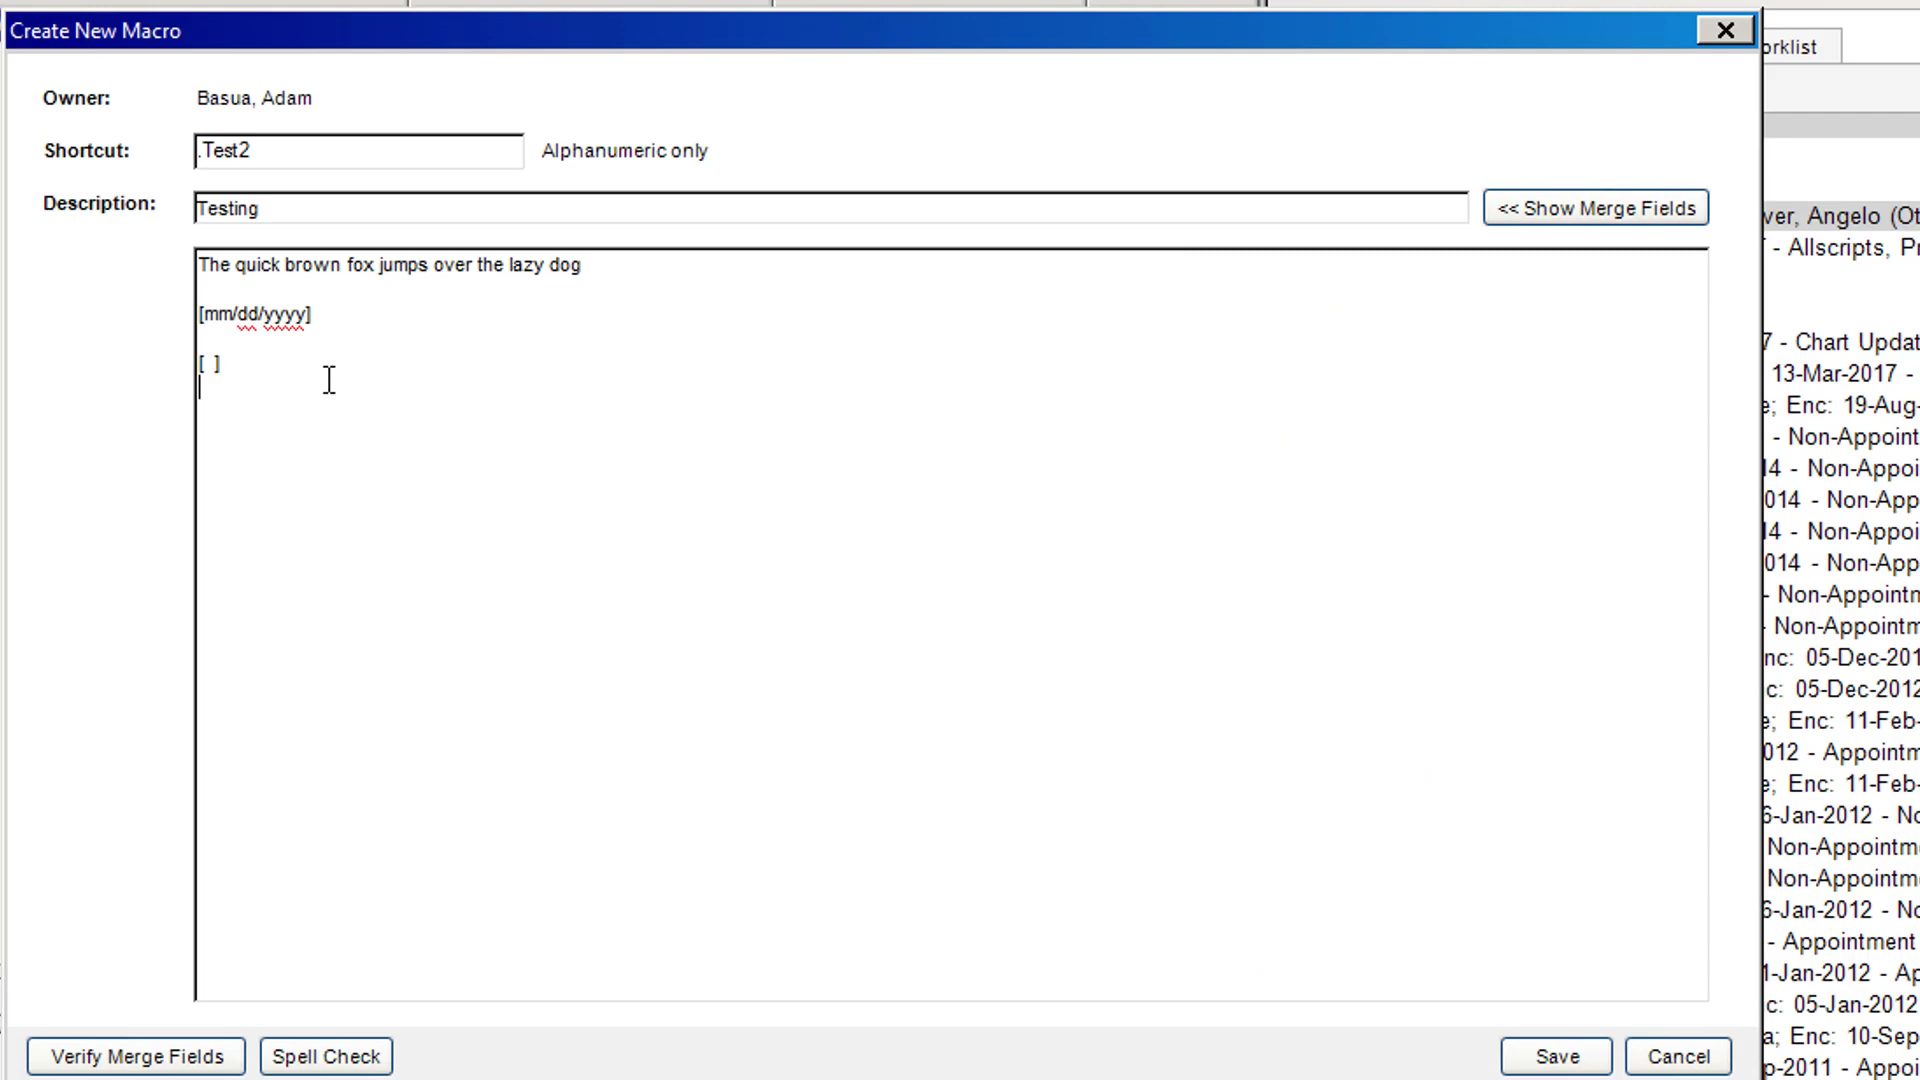 Create New Macro
orklist
Owner: Basua, Adam
Shortcut: .Test2 Alphanumeric only
Description: Testing << Show Merge Fields
The quick brown fox jumps over the lazy dog
[mm/dd/yyyy]
[ ]
ver, Angelo (Ot
- Allscripts, Pr
7 - Chart Updat
13-Mar-2017 -
e; Enc: 19-Aug-
- Non-Appoint
14 - Non-Appoi
014 - Non-App
14 - Non-Appoi
014 - Non-App
- Non-Appointn
- Non-Appointm
nc: 05-Dec-201
c: 05-Dec-2012
e; Enc: 11-Feb-
012 - Appointm
e; Enc: 11-Feb-
6-Jan-2012 - No
Non-Appointme
Non-Appointme
6-Jan-2012 - No
- Appointment
1-Jan-2012 - Ap
c: 05-Jan-2012
a; Enc: 10-Sep
p-2011 - Appoi
Verify Merge Fields Spell Check Save Cancel